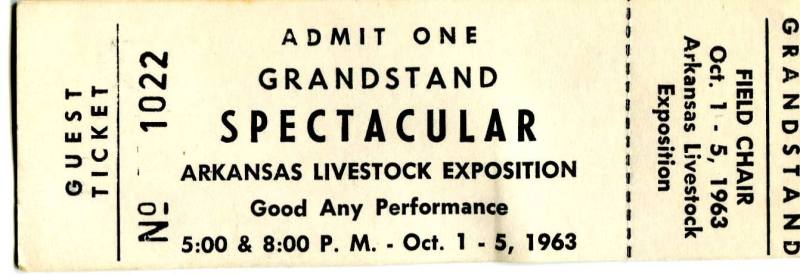 GUEST
TICKET
No 1022
ADMIT ONE
GRANDSTAND
SPECTACULAR
ARKANSAS LIVESTOCK EXPOSITION
Good Any Performance
5:00 & 8:00 P. M. - Oct. 1 - 5, 1963
GRANDSTAND
FIELD CHAIR
Oct. 1 - 5, 1963
Arkansas Livestock
Exposition